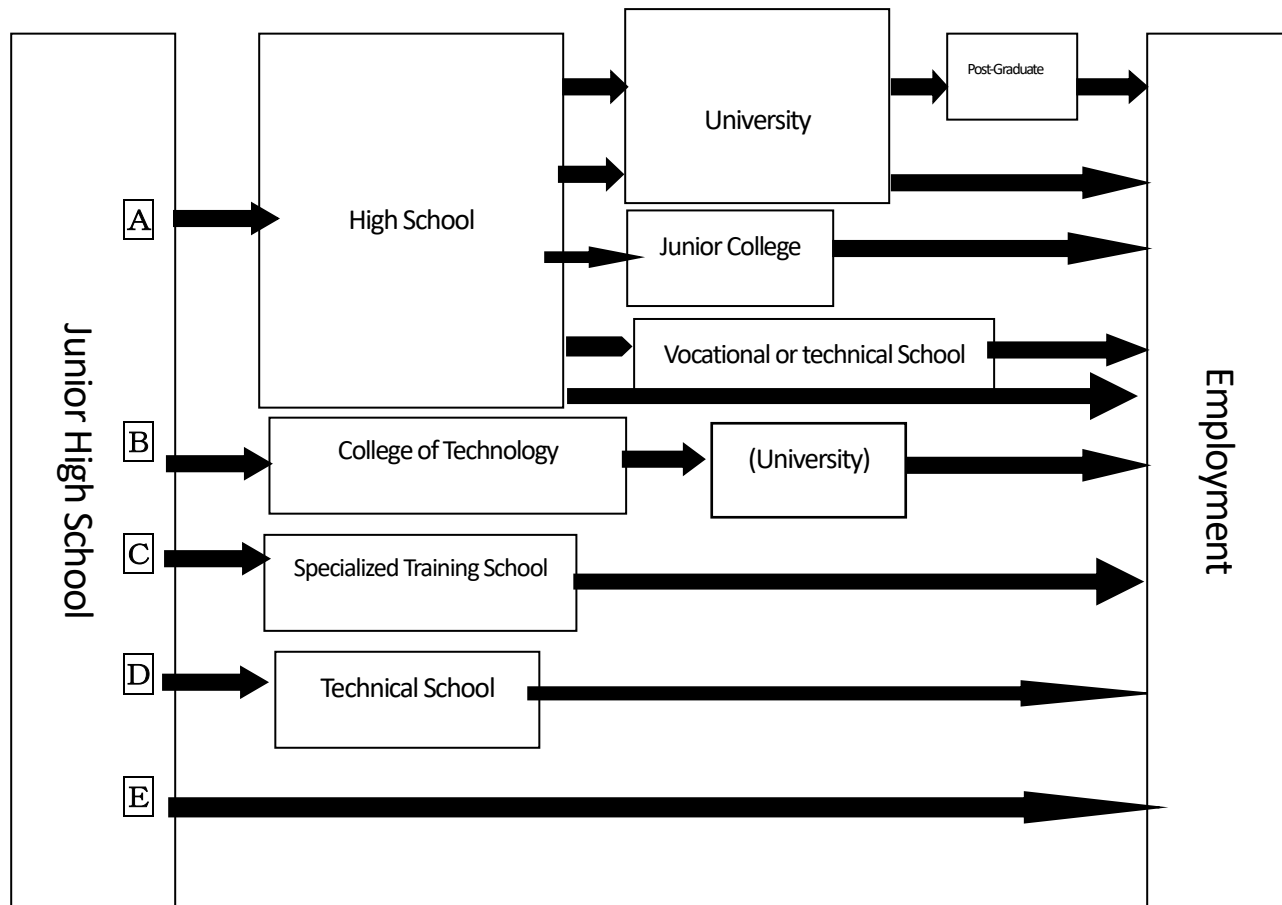 Junior High School
A
High School
University
Post-Graduate
Junior College
Vocational or technical School
B
College of Technology
(University)
C
Specialized Training School
D
Technical School
E
Employment